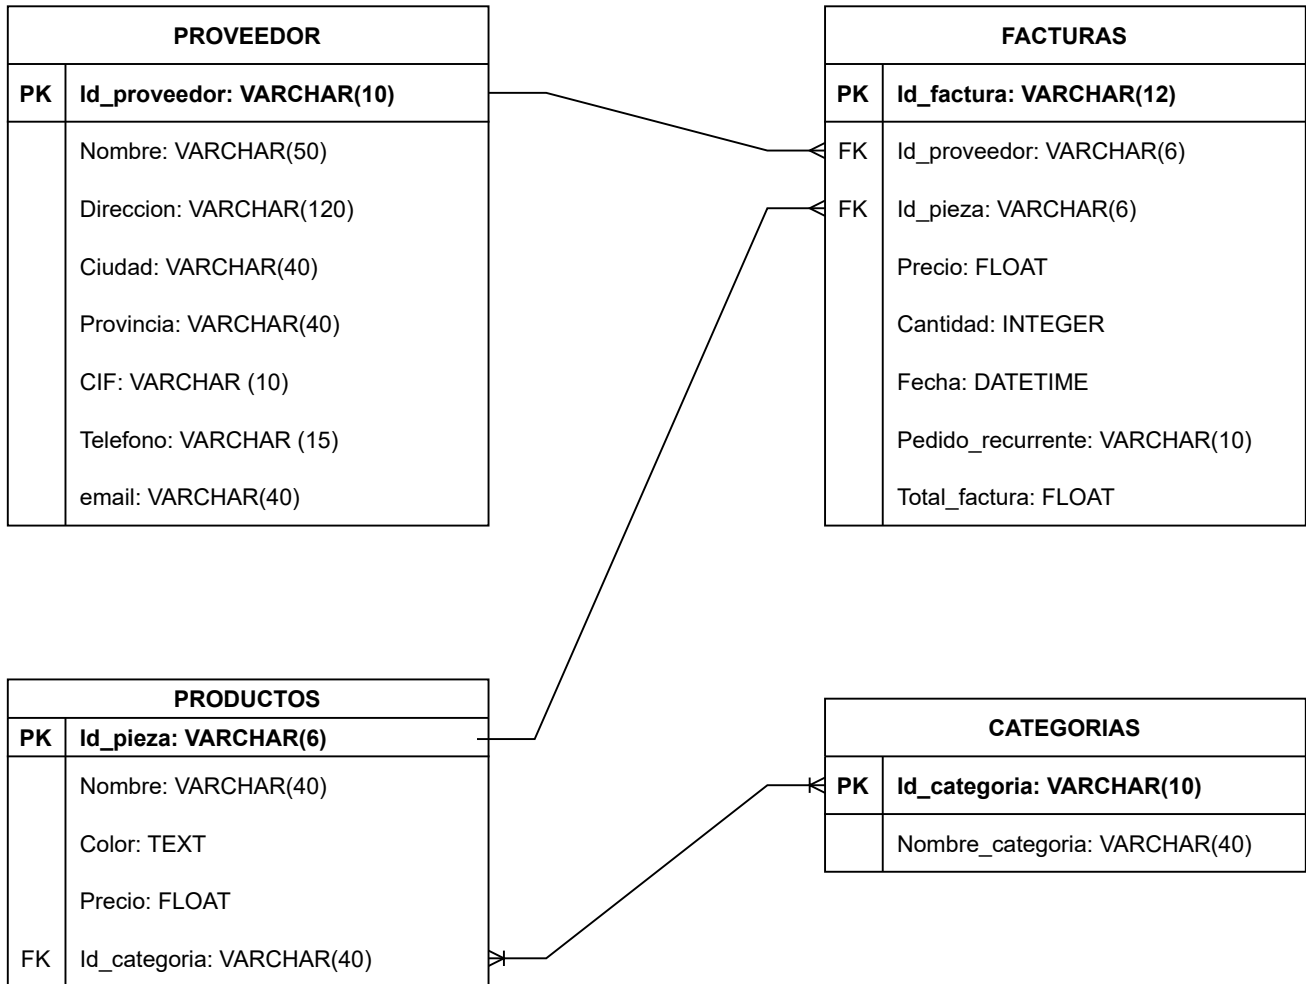 PROVEEDOR
PK Id_proveedor: VARCHAR(10)
Nombre: VARCHAR(50)
Direccion: VARCHAR(120)
Ciudad: VARCHAR(40)
Provincia: VARCHAR(40)
CIF: VARCHAR (10)
Telefono: VARCHAR (15)
email: VARCHAR(40)
FACTURAS
PK Id_factura: VARCHAR(12)
FK Id_proveedor: VARCHAR(6)
FK Id_pieza: VARCHAR(6)
Precio: FLOAT
Cantidad: INTEGER
Fecha: DATETIME
Pedido_recurrente: VARCHAR(10)
Total_factura: FLOAT
PRODUCTOS
PK Id_pieza: VARCHAR(6)
Nombre: VARCHAR(40)
Color: TEXT
Precio: FLOAT
FK Id_categoria: VARCHAR(40)
CATEGORIAS
PK Id_categoria: VARCHAR(10)
Nombre_categoria: VARCHAR(40)